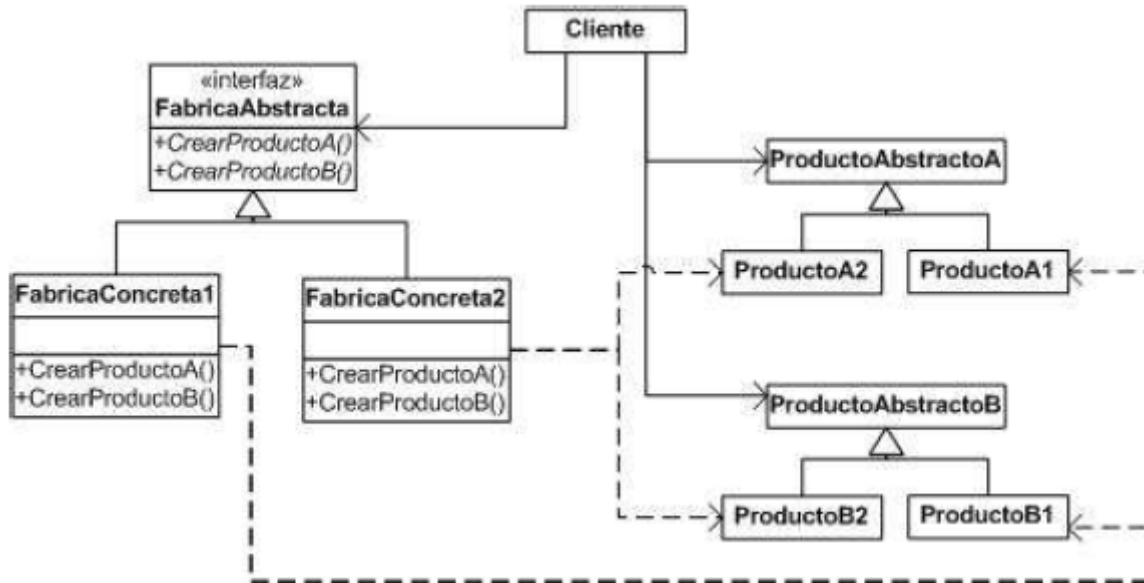 Cliente
«interfaz»
FabricaAbstracta
+CrearProductoA()
+CrearProductoB()
ProductoAbstractoA
ProductoA2
ProductoA1
FabricaConcreta1
+CrearProductoA()
+CrearProductoB()
FabricaConcreta2
+CrearProductoA()
+CrearProductoB()
ProductoAbstractoB
ProductoB2
ProductoB1